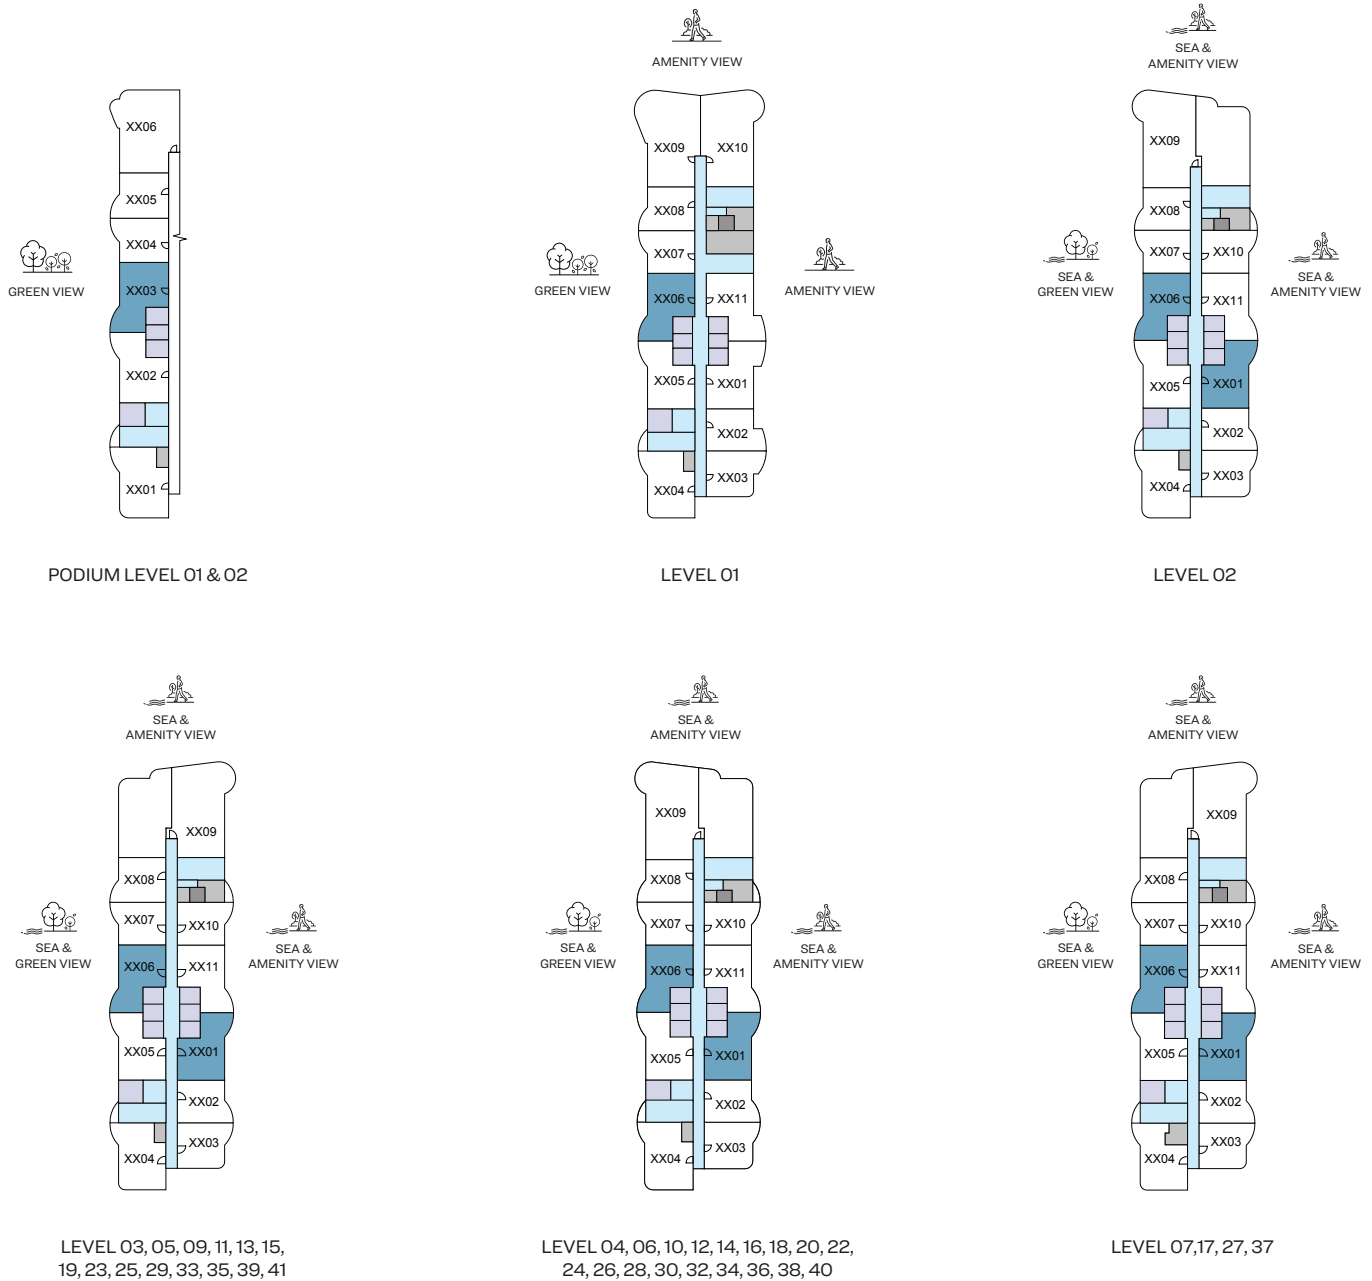 AMENITY VIEW
SEA &
AMENITY VIEW
XX06
XX05
XX04
XX03
XX02
XX01
GREEN VIEW
PODIUM LEVEL 01 & 02
XX09
XX10
XX08
XX07
XX06
XX11
XX05
XX01
XX02
XX04
XX03
GREEN VIEW
AMENITY VIEW
LEVEL 01
XX09
XX08
XX07
XX10
XX06
XX11
XX05
XX01
XX02
XX04
XX03
SEA &
GREEN VIEW
SEA &
AMENITY VIEW
LEVEL 02
SEA &
AMENITY VIEW
XX09
XX08
XX07
XX10
XX06
XX11
XX05
XX01
XX02
XX04
XX03
SEA &
GREEN VIEW
SEA &
AMENITY VIEW
LEVEL 03, 05, 09, 11, 13, 15,
19, 23, 25, 29, 33, 35, 39, 41
SEA &
AMENITY VIEW
XX09
XX08
XX07
XX10
XX06
XX11
XX05
XX01
XX02
XX04
XX03
SEA &
GREEN VIEW
SEA &
AMENITY VIEW
LEVEL 04, 06, 10, 12, 14, 16, 18, 20, 22,
24, 26, 28, 30, 32, 34, 36, 38, 40
SEA &
AMENITY VIEW
XX09
XX08
XX07
XX10
XX06
XX11
XX05
XX01
XX02
XX04
XX03
SEA &
GREEN VIEW
SEA &
AMENITY VIEW
LEVEL 07,17, 27, 37